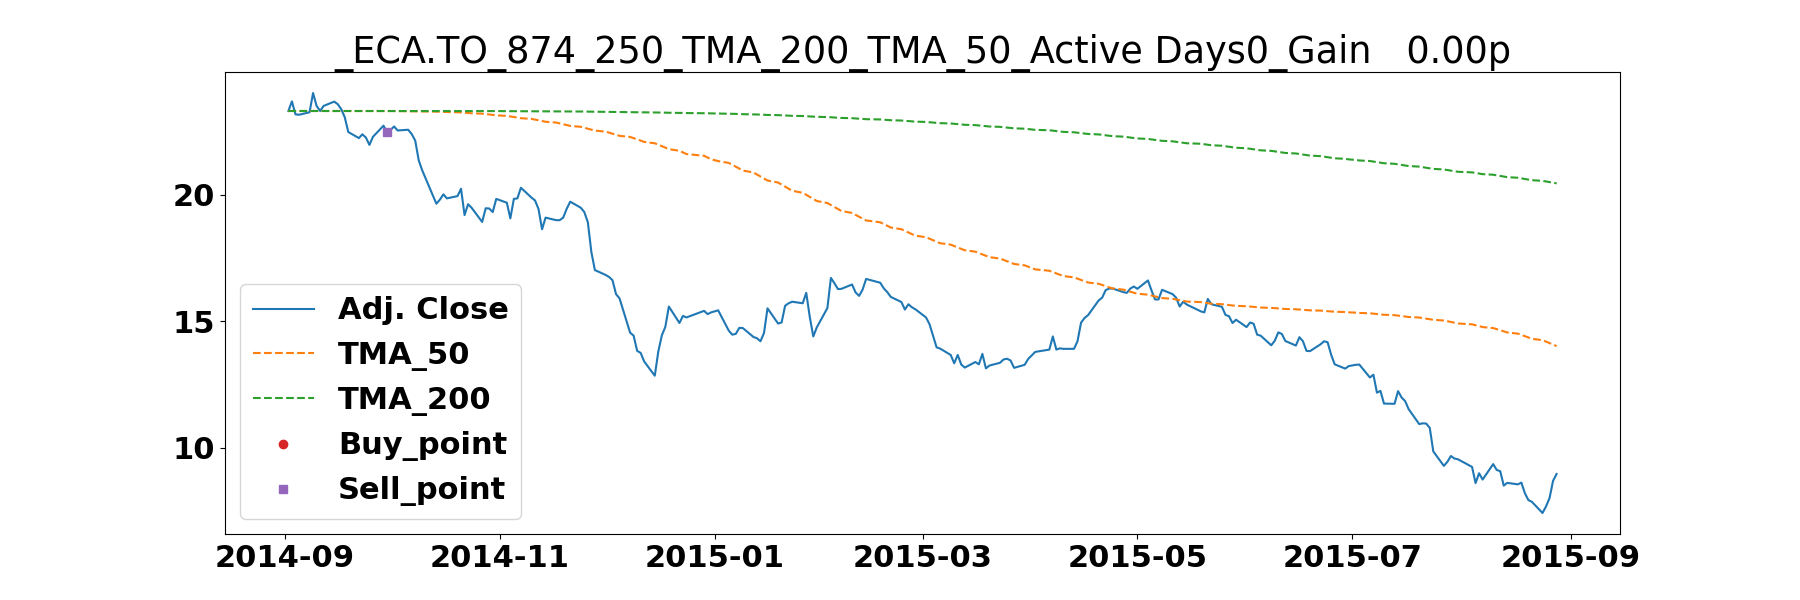 _ECA.TO_874_250_TMA_200_TMA_50_Active Days0_Gain   0.00p
20
15
10
Adj. Close
TMA_50
TMA_200
Buy_point
Sell_point
2014-09 2014-11 2015-01 2015-03 2015-05 2015-07 2015-09